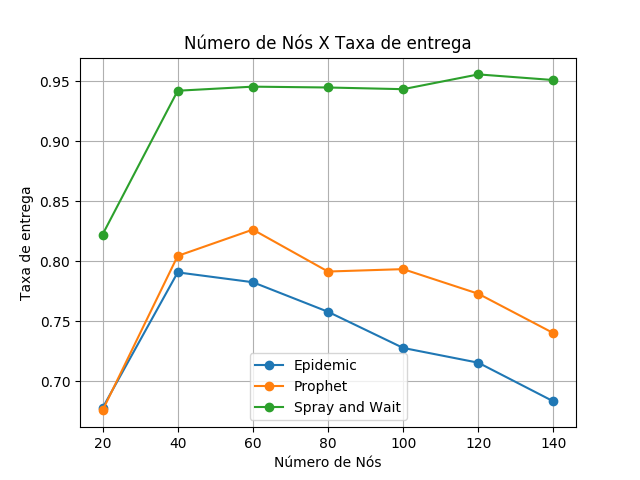 Número de Nós X Taxa de entrega
Taxa de entrega
0.95
0.90
0.85
0.80
0.75
0.70
Epidemic
Prophet
Spray and Wait
20 40 60 80 100 120 140
Número de Nós